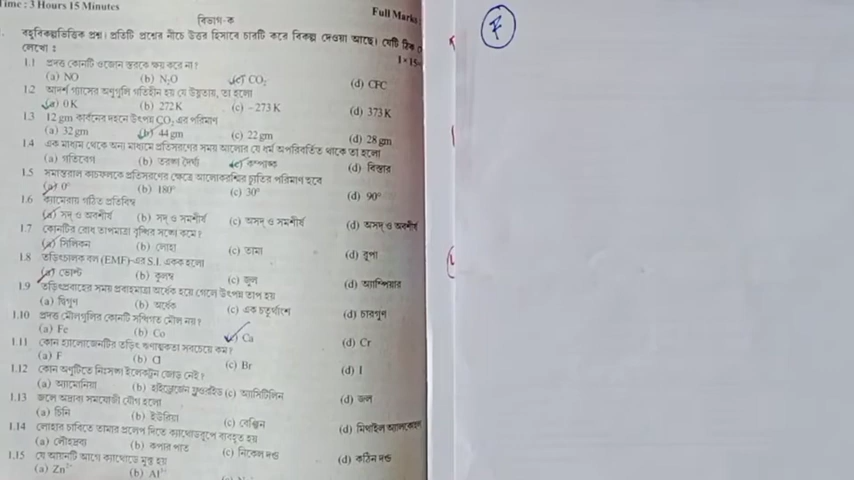 Time : 3 Hours 15 Minutes
Full Marks
বিভাগ-ক
বহুবিকল্পভিত্তিক প্রশ্ন। প্রতিটি প্রশ্নের নীচে উত্তর হিসাবে চারটি করে বিকল্প দেওয়া আছে। যেটি ঠিক
লেখো :
1×15=
1.1 প্রদত্ত কোনটি ওজোন স্তরকে ক্ষয় করে না?
(a) NO (b) N₂O (c) CO₂ (d) CFC
1.2 আদর্শ গ্যাসের অণুগুলি গতিহীন হয় যে উষ্ণতায়, তা হলো
(a) 0K (b) 272K (c) -273K (d) 373K
1.3 12 gm কার্বনের দহনে উৎপন্ন CO₂ এর পরিমাণ
(a) 32 gm (b) 44 gm (c) 22 gm (d) 28 gm
1.4 এক মাধ্যম থেকে অন্য মাধ্যমে প্রতিসরণের সময় আলোর যে ধর্ম অপরিবর্তিত থাকে তা হলো
(a) গতিবেগ (b) তরঙ্গ দৈর্ঘ্য (c) কম্পাঙ্ক (d) বিস্তার
1.5 সমান্তরাল কাচফলকে প্রতিসরণের ক্ষেত্রে আলোকরশ্মির চ্যুতির পরিমাণ হবে
(a) 0° (b) 180° (c) 30° (d) 90°
1.6 ক্যামেরায় গঠিত প্রতিবিম্ব
(a) সদ্ ও অবশীর্ষ (b) সদ্ ও সমশীর্ষ (c) অসদ্ ও সমশীর্ষ (d) অসদ্ ও অবশীর্ষ
1.7 কোনটির রোধ তাপমাত্রা বৃদ্ধির সঙ্গে কমে?
(a) সিলিকন (b) লোহা (c) তামা (d) রুপা
1.8 তড়িৎচালক বল (EMF)-এর S.I. একক হলো
(a) ভোল্ট (b) কুলম্ব (c) জুল (d) অ্যাম্পিয়ার
1.9 তড়িৎপ্রবাহের সময় প্রবাহমাত্রা অর্ধেক হয়ে গেলে উৎপন্ন তাপ হয়
(a) দ্বিগুণ (b) অর্ধেক (c) এক চতুর্থাংশ (d) চারগুণ
1.10 প্রদত্ত মৌলগুলির কোনটি সন্ধিগত মৌল নয়?
(a) Fe (b) Co (c) Ca (d) Cr
1.11 কোন হ্যালোজেনটির তড়িৎ ঋণাত্মকতা সবচেয়ে কম?
(a) F (b) Cl (c) Br (d) I
1.12 কোন অণুটিতে নিঃসঙ্গ ইলেকট্রন জোড় নেই?
(a) অ্যামোনিয়া (b) হাইড্রোজেন ফ্লুওরাইড (c) অ্যাসিটিলিন (d) জল
1.13 জলে অদ্রাব্য সমযোজী যৌগ হলো
(a) চিনি (b) ইউরিয়া (c) বেঞ্জিন (d) মিথাইল অ্যালকোহল
1.14 লোহার চাবিতে তামার প্রলেপ দিতে ক্যাথোডরূপে ব্যবহৃত হয়
(a) লৌহদ্রব্য (b) কপার পাত (c) নিকেল দণ্ড (d) কঠিন দণ্ড
1.15 যে আয়নটি আগে ক্যাথোডে মুক্ত হয়
(a) Zn²⁺ (b) Al³⁺
7